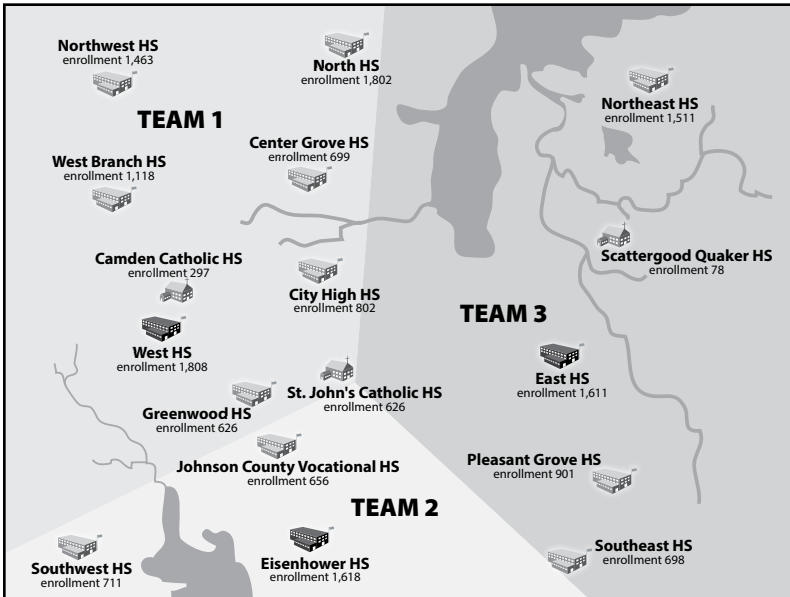 Northwest HS
enrollment 1,463
North HS
enrollment 1,802
Northeast HS
enrollment 1,511
TEAM 1
Center Grove HS
enrollment 699
West Branch HS
enrollment 1,118
Camden Catholic HS
enrollment 297
Scattergood Quaker HS
enrollment 78
City High HS
enrollment 802
TEAM 3
West HS
enrollment 1,808
East HS
enrollment 1,611
St. John's Catholic HS
enrollment 626
Greenwood HS
enrollment 626
Johnson County Vocational HS
enrollment 656
Pleasant Grove HS
enrollment 901
TEAM 2
Southwest HS
enrollment 711
Eisenhower HS
enrollment 1,618
Southeast HS
enrollment 698